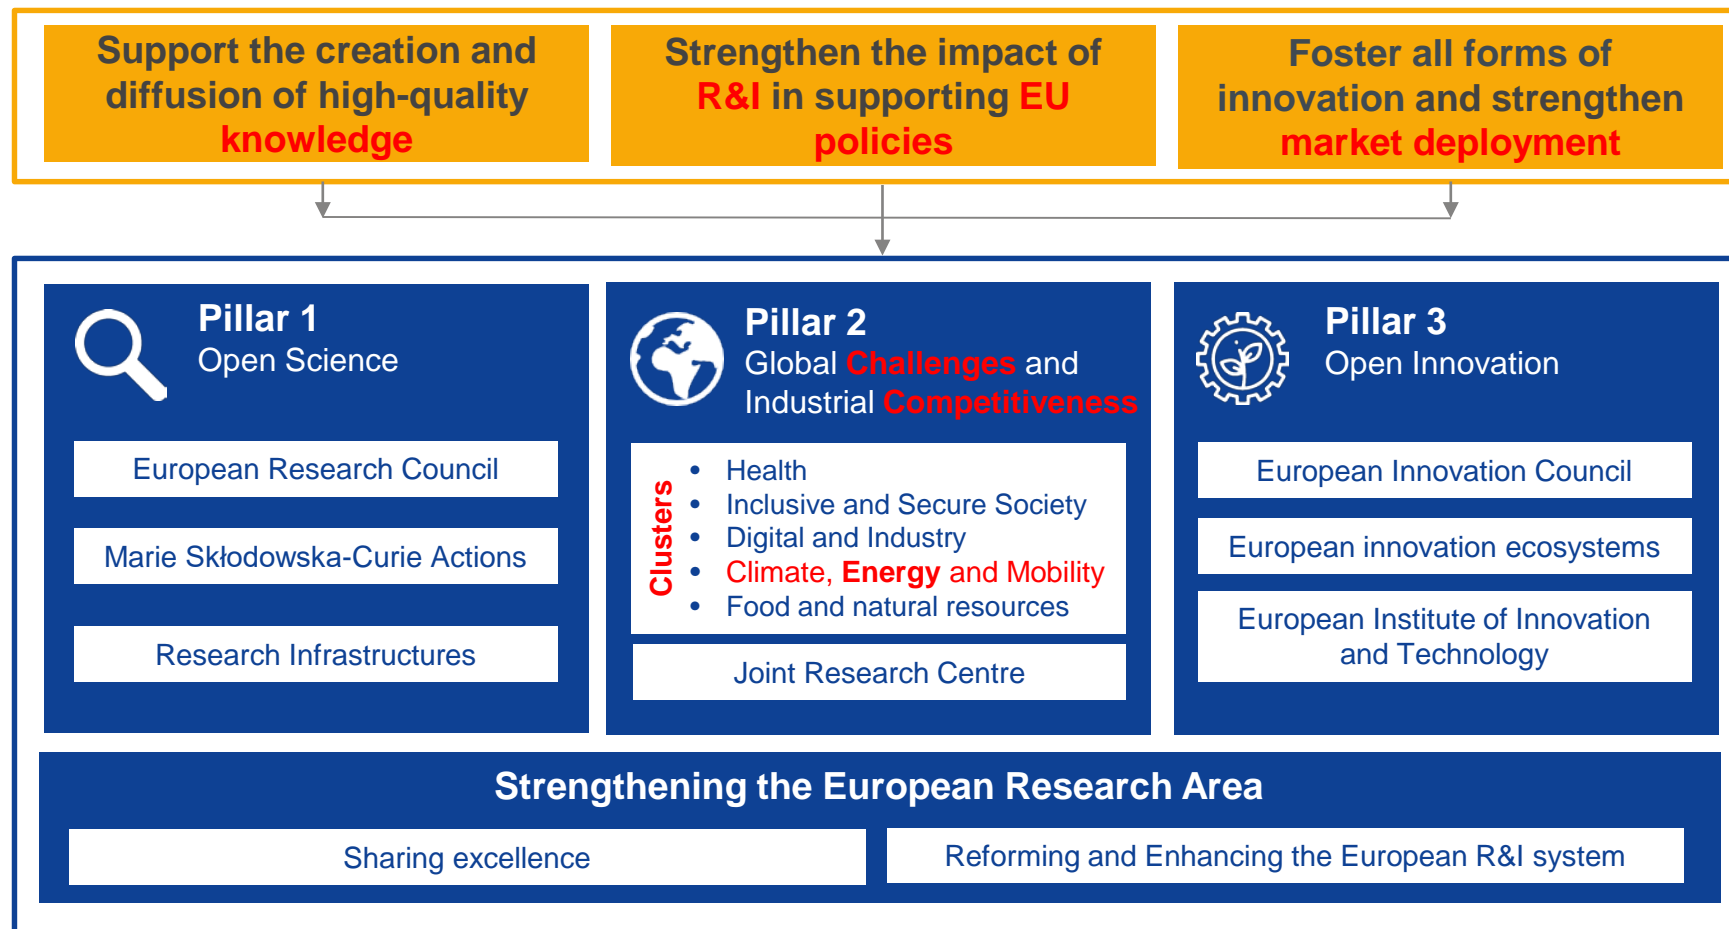 Support the creation and
diffusion of high-quality
knowledge
Strengthen the impact of
R&I in supporting EU
policies
Foster all forms of
innovation and strengthen
market deployment
Pillar 1
Open Science
European Research Council
Marie Skłodowska-Curie Actions
Research Infrastructures
Pillar 2
Global Challenges and
Industrial Competitiveness
Clusters
• Health
• Inclusive and Secure Society
• Digital and Industry
• Climate, Energy and Mobility
• Food and natural resources
Joint Research Centre
Pillar 3
Open Innovation
European Innovation Council
European innovation ecosystems
European Institute of Innovation
and Technology
Strengthening the European Research Area
Sharing excellence
Reforming and Enhancing the European R&I system